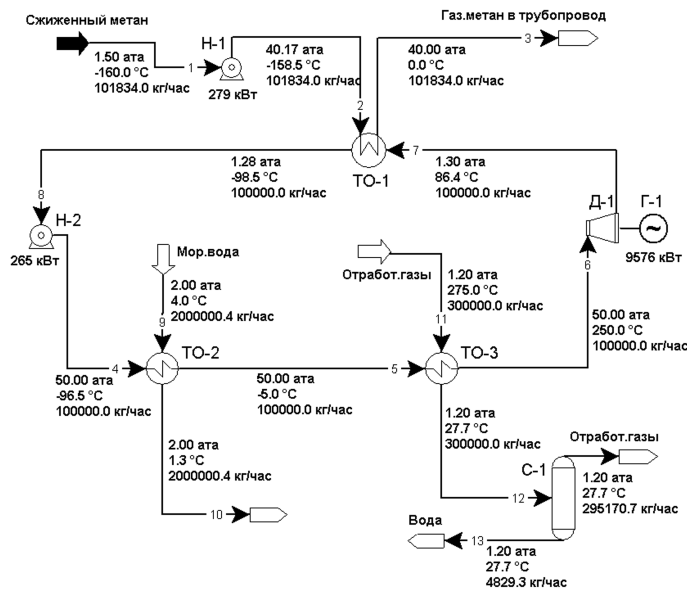 Сжиженный метан
1.50 ата
-160.0 °C
101834.0 кг/час
1
Н-1
279 кВт
40.17 ата
-158.5 °C
101834.0 кг/час
2
Газ.метан в трубопровод
3
40.00 ата
0.0 °C
101834.0 кг/час
ТО-1
7
1.30 ата
86.4 °C
100000.0 кг/час
1.28 ата
-98.5 °C
100000.0 кг/час
8
Н-2
265 кВт
Д-1
Г-1
9576 кВт
6
50.00 ата
250.0 °C
100000.0 кг/час
Мор.вода
2.00 ата
4.0 °C
2000000.4 кг/час
9
ТО-2
Отработ.газы
1.20 ата
275.0 °C
300000.0 кг/час
11
ТО-3
4
50.00 ата
-96.5 °C
100000.0 кг/час
5
50.00 ата
-5.0 °C
100000.0 кг/час
2.00 ата
1.3 °C
2000000.4 кг/час
10
1.20 ата
27.7 °C
300000.0 кг/час
12
С-1
Отработ.газы
1.20 ата
27.7 °C
295170.7 кг/час
Вода
13
1.20 ата
27.7 °C
4829.3 кг/час